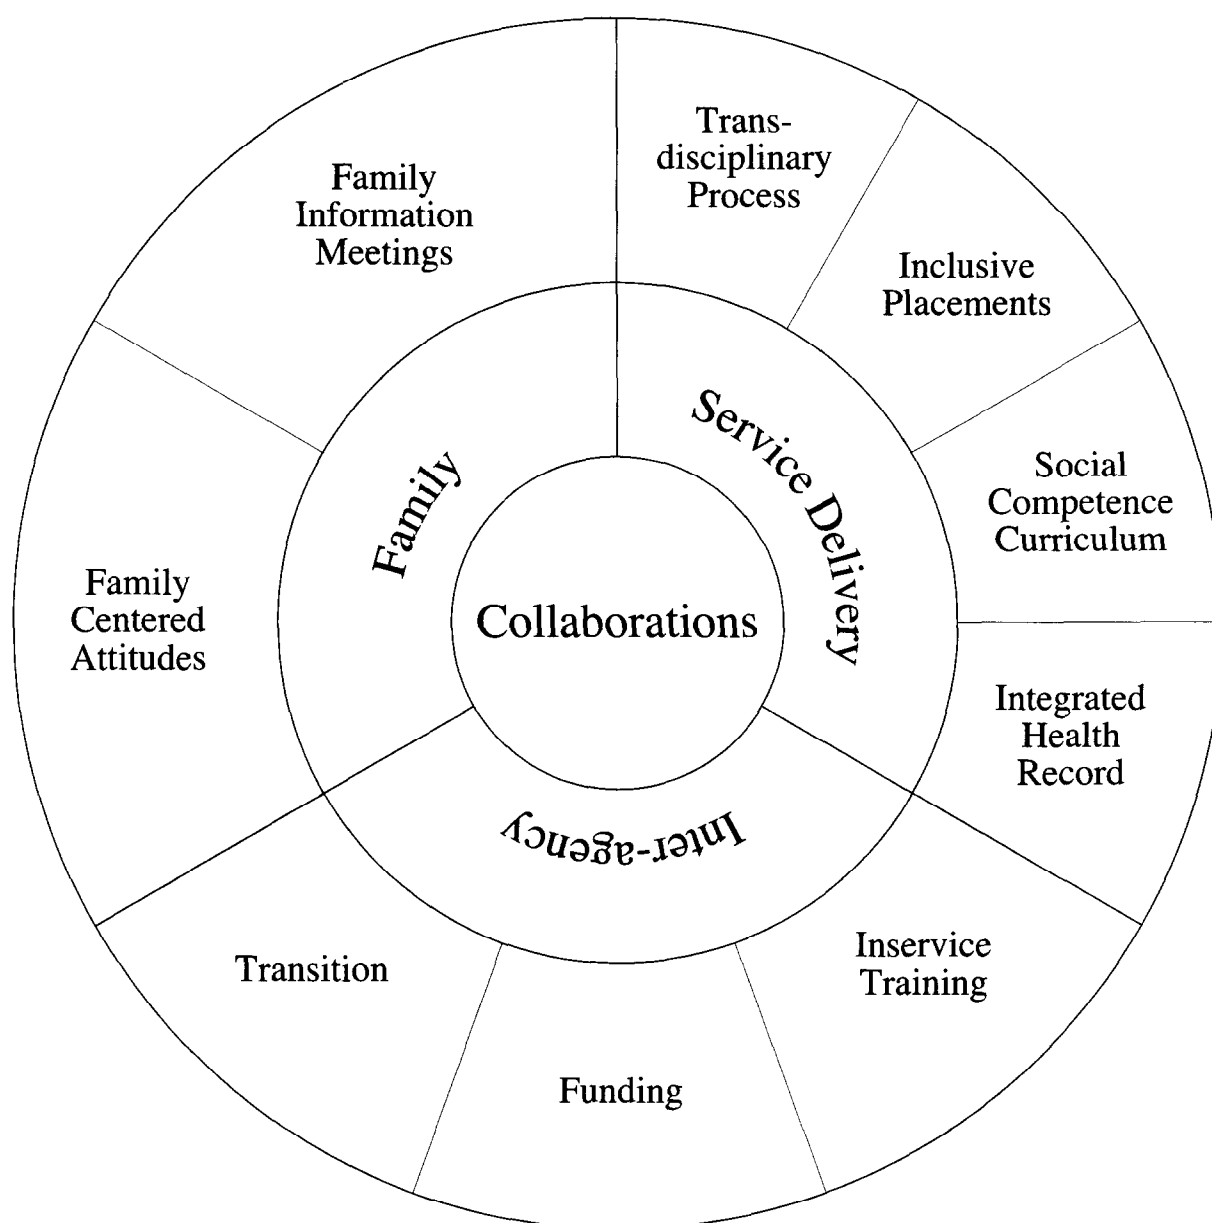 Trans-
disciplinary
Process
Family
Information
Meetings
Inclusive
Placements
Service Delivery
Social
Competence
Curriculum
Family
Family
Centered
Attitudes
Collaborations
Integrated
Health
Record
Inter-agency
Inservice
Training
Transition
Funding